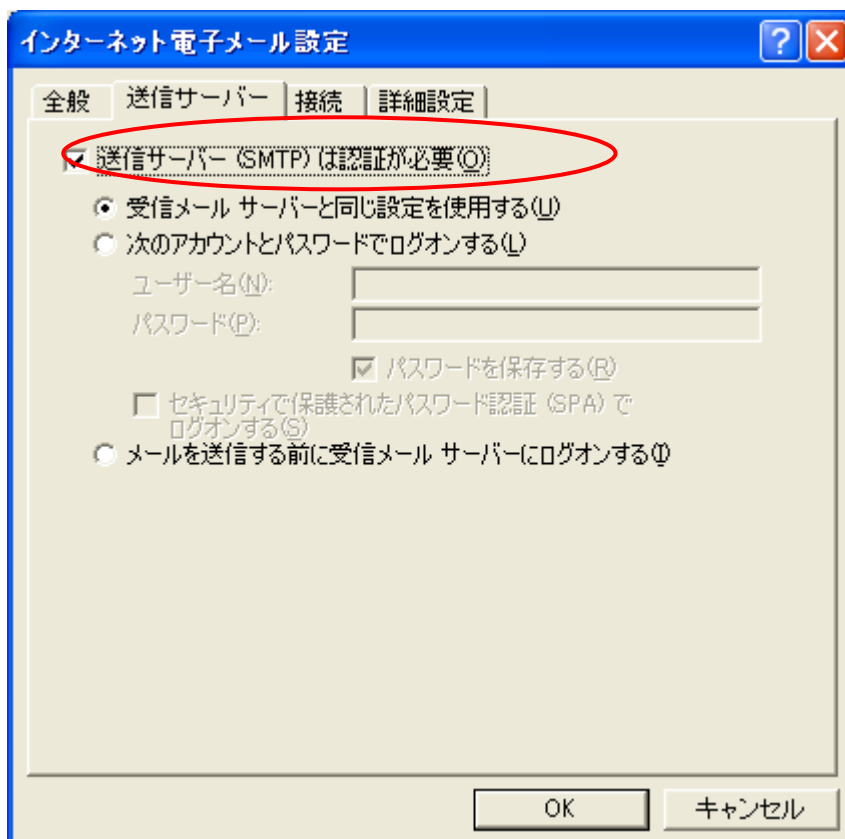 インターネット電子メール設定
全般 送信サーバー 接続 詳細設定
送信サーバー (SMTP) は認証が必要(O)
受信メール サーバーと同じ設定を使用する(U)
次のアカウントとパスワードでログオンする(L)
ユーザー名(N):
パスワード(P):
パスワードを保存する(R)
セキュリティで保護されたパスワード認証 (SPA) で
ログオンする(S)
メールを送信する前に受信メール サーバーにログオンする(I)
OK キャンセル